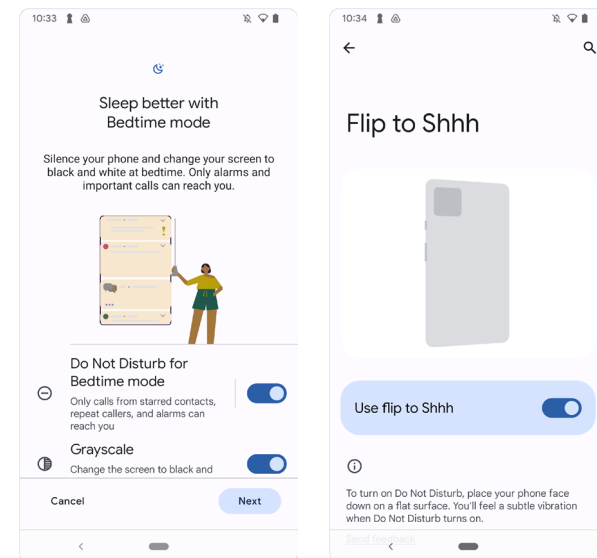 10:33
Sleep better with
Bedtime mode
Silence your phone and change your screen to
black and white at bedtime. Only alarms and
important calls can reach you.
Do Not Disturb for
Bedtime mode
Only calls from starred contacts,
repeat callers, and alarms can
reach you
Grayscale
Change the screen to black and
Cancel
Next
10:34
Flip to Shhh
Use flip to Shhh
To turn on Do Not Disturb, place your phone face
down on a flat surface. You'll feel a subtle vibration
when Do Not Disturb turns on.
Send feedback